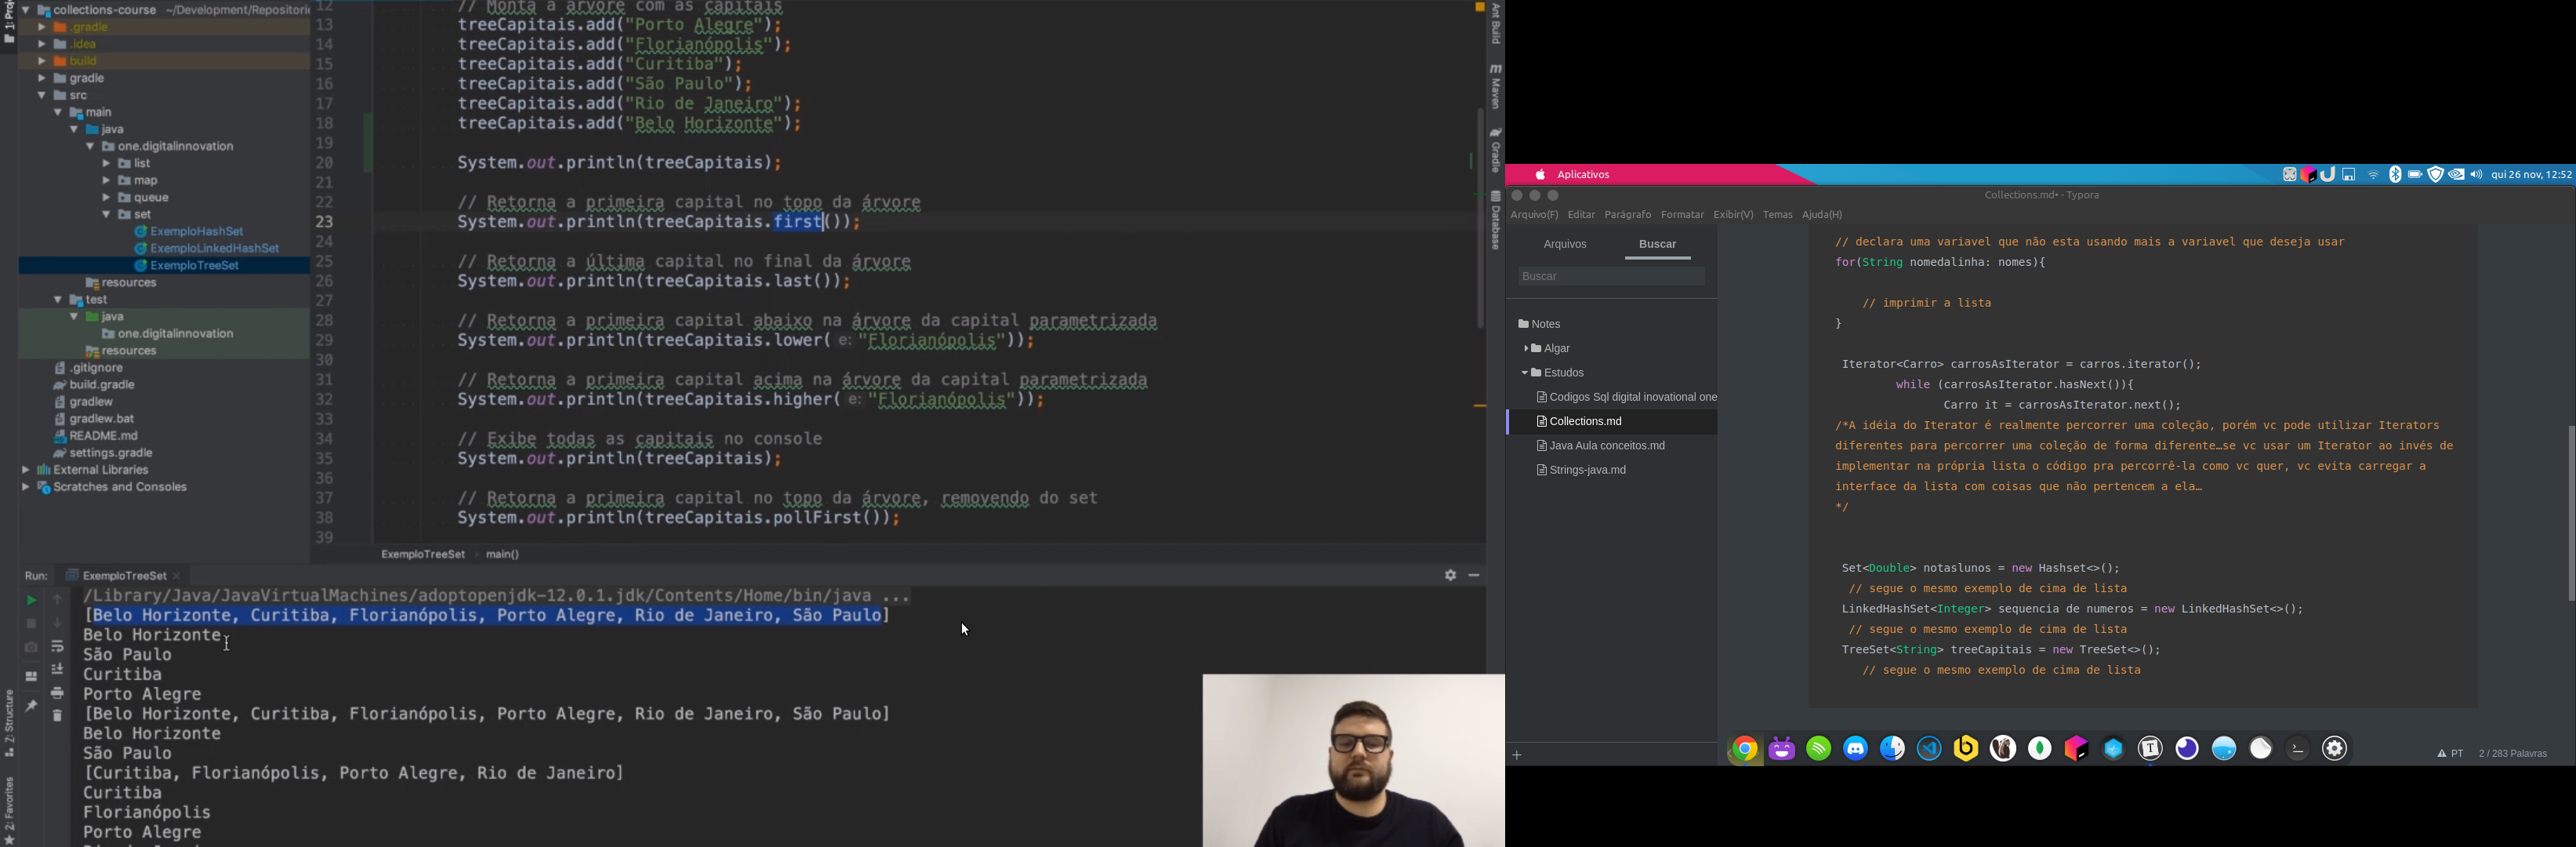 1: Proj
collections-course ~/Development/Repositori
.gradle
.idea
build
gradle
src
main
java
one.digitalinnovation
list
map
queue
set
ExemploHashSet
ExemploLinkedHashSet
ExemploTreeSet
resources
test
java
one.digitalinnovation
resources
.gitignore
build.gradle
gradlew
gradlew.bat
README.md
settings.gradle
External Libraries
Scratches and Consoles
Z: Structure
2: Favorites
12 // Monta a árvore com as capitais
13 treeCapitais.add("Porto Alegre");
14 treeCapitais.add("Florianópolis");
15 treeCapitais.add("Curitiba");
16 treeCapitais.add("São Paulo");
17 treeCapitais.add("Rio de Janeiro");
18 treeCapitais.add("Belo Horizonte");
19
20 System.out.println(treeCapitais);
21
22 // Retorna a primeira capital no topo da árvore
23 System.out.println(treeCapitais.first());
24
25 // Retorna a última capital no final da árvore
26 System.out.println(treeCapitais.last());
27
28 // Retorna a primeira capital abaixo na árvore da capital parametrizada
29 System.out.println(treeCapitais.lower( e: "Florianópolis"));
30
31 // Retorna a primeira capital acima na árvore da capital parametrizada
32 System.out.println(treeCapitais.higher( e: "Florianópolis"));
33
34 // Exibe todas as capitais no console
35 System.out.println(treeCapitais);
36
37 // Retorna a primeira capital no topo da árvore, removendo do set
38 System.out.println(treeCapitais.pollFirst());
39
ExemploTreeSet › main()
Ant Build
m Maven
Gradle
Database
Run: ExemploTreeSet ×
/Library/Java/JavaVirtualMachines/adoptopenjdk-12.0.1.jdk/Contents/Home/bin/java ...
[Belo Horizonte, Curitiba, Florianópolis, Porto Alegre, Rio de Janeiro, São Paulo]
Belo Horizonte
São Paulo
Curitiba
Porto Alegre
[Belo Horizonte, Curitiba, Florianópolis, Porto Alegre, Rio de Janeiro, São Paulo]
Belo Horizonte
São Paulo
[Curitiba, Florianópolis, Porto Alegre, Rio de Janeiro]
Curitiba
Florianópolis
Porto Alegre
Aplicativos
qui 26 nov, 12:52
Collections.md• - Typora
Arquivo(F) Editar Parágrafo Formatar Exibir(V) Temas Ajuda(H)
Arquivos Buscar
Buscar
Notes
Algar
Estudos
Codigos Sql digital inovational one
Collections.md
Java Aula conceitos.md
Strings-java.md
// declara uma variavel que não esta usando mais a variavel que deseja usar
for(String nomedalinha: nomes){
// imprimir a lista
}
Iterator<Carro> carrosAsIterator = carros.iterator();
while (carrosAsIterator.hasNext()){
Carro it = carrosAsIterator.next();
/*A idéia do Iterator é realmente percorrer uma coleção, porém vc pode utilizar Iterators
diferentes para percorrer uma coleção de forma diferente…se vc usar um Iterator ao invés de
implementar na própria lista o código pra percorrê-la como vc quer, vc evita carregar a
interface da lista com coisas que não pertencem a ela…
*/
Set<Double> notaslunos = new Hashset<>();
// segue o mesmo exemplo de cima de lista
LinkedHashSet<Integer> sequencia de numeros = new LinkedHashSet<>();
// segue o mesmo exemplo de cima de lista
TreeSet<String> treeCapitais = new TreeSet<>();
// segue o mesmo exemplo de cima de lista
PT 2 / 283 Palavras